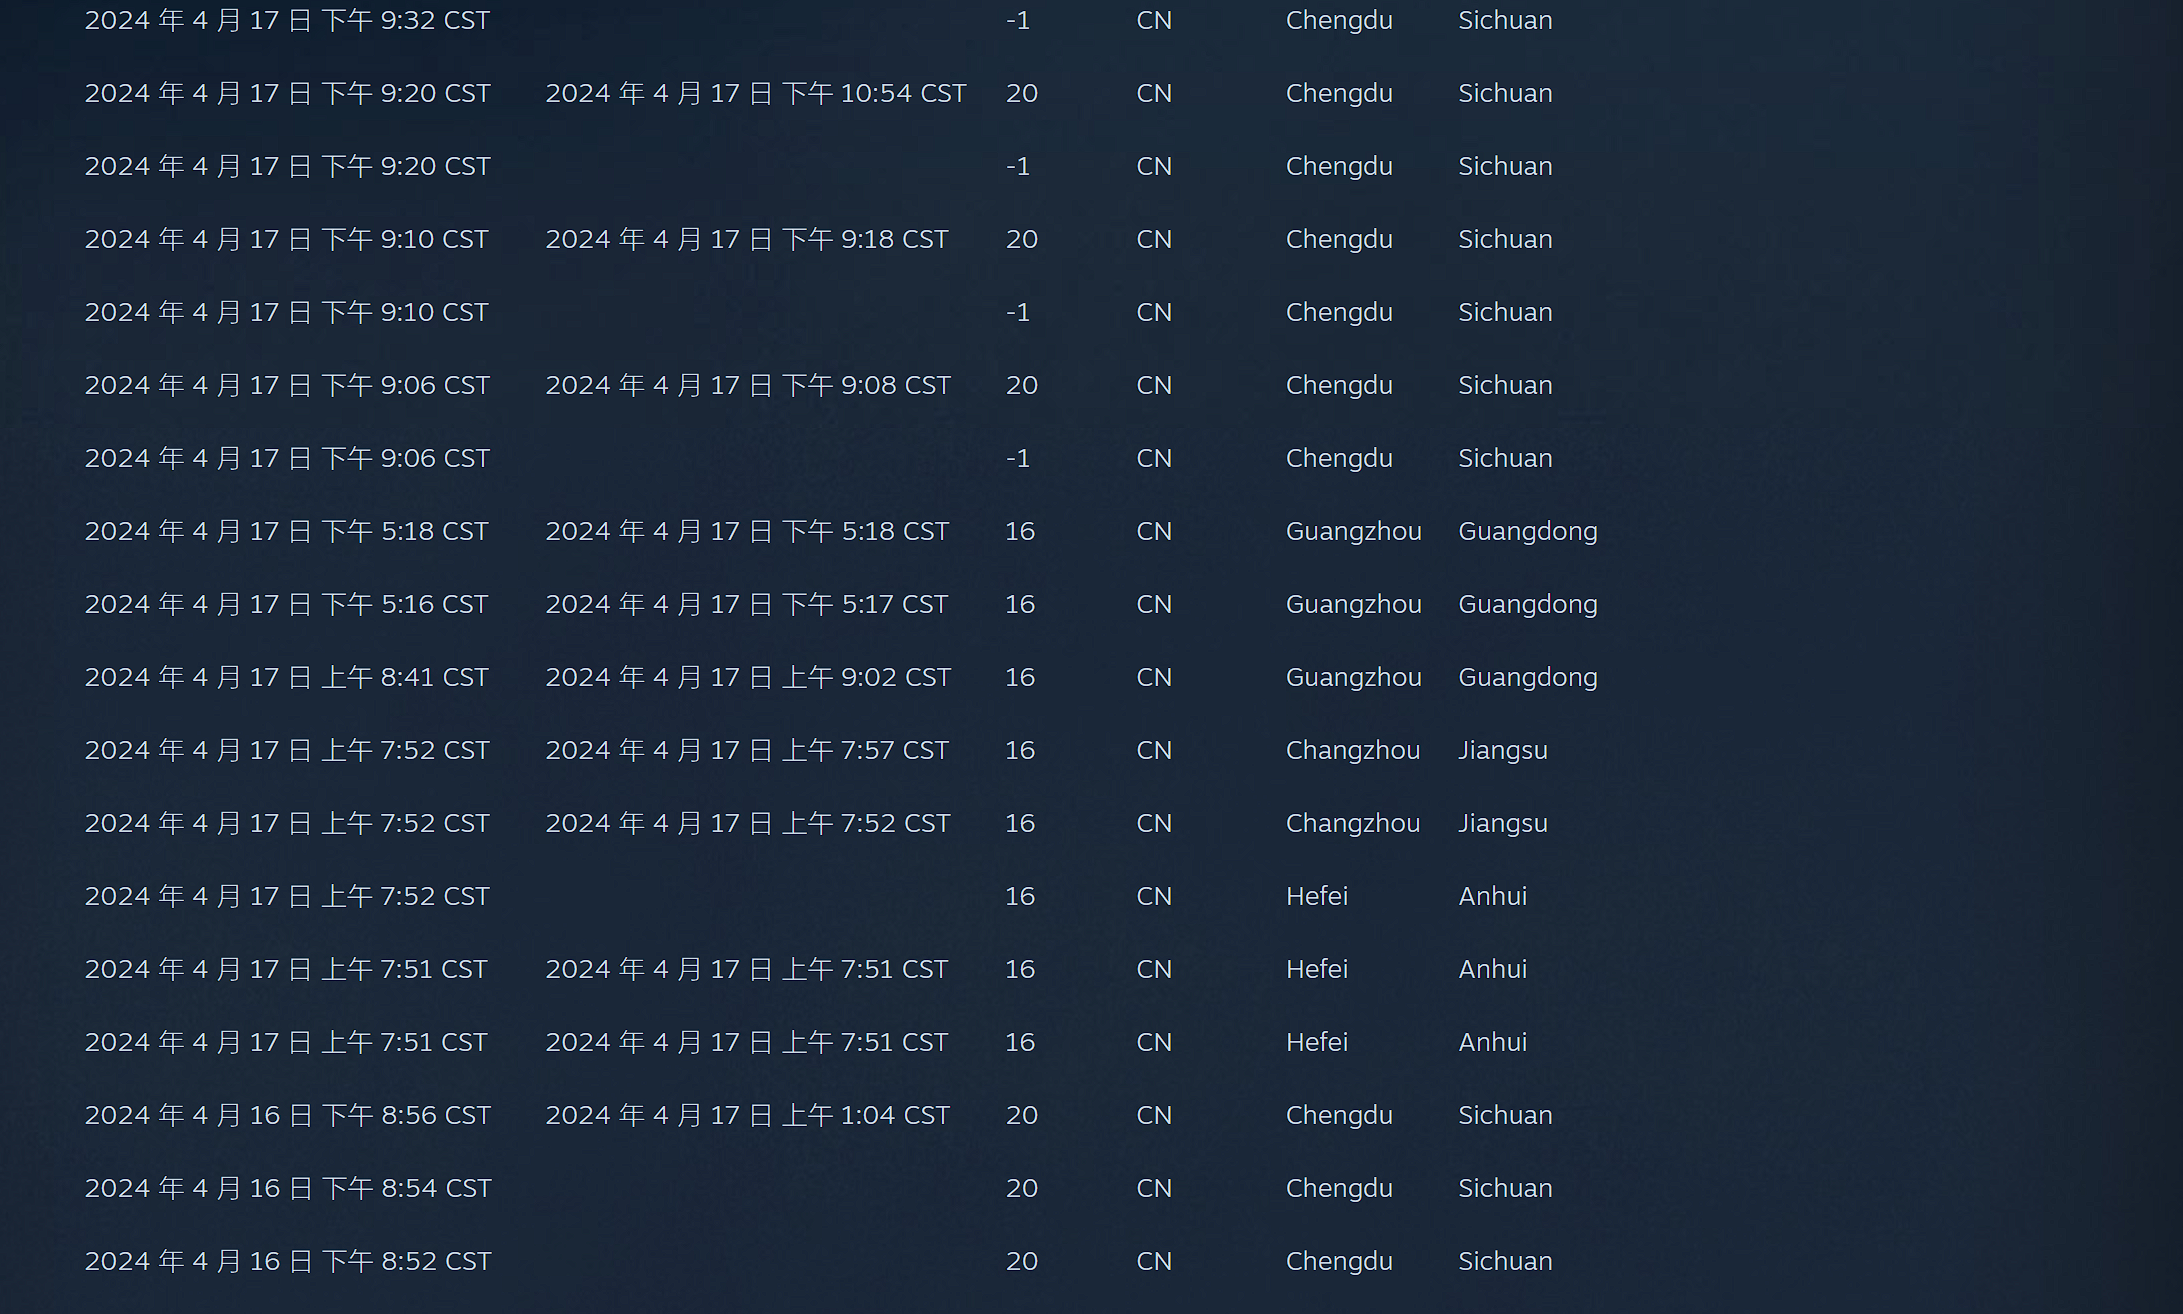 2024 年 4 月 17 日 下午 9:32 CST -1 CN Chengdu Sichuan
2024 年 4 月 17 日 下午 9:20 CST 2024 年 4 月 17 日 下午 10:54 CST 20 CN Chengdu Sichuan
2024 年 4 月 17 日 下午 9:20 CST -1 CN Chengdu Sichuan
2024 年 4 月 17 日 下午 9:10 CST 2024 年 4 月 17 日 下午 9:18 CST 20 CN Chengdu Sichuan
2024 年 4 月 17 日 下午 9:10 CST -1 CN Chengdu Sichuan
2024 年 4 月 17 日 下午 9:06 CST 2024 年 4 月 17 日 下午 9:08 CST 20 CN Chengdu Sichuan
2024 年 4 月 17 日 下午 9:06 CST -1 CN Chengdu Sichuan
2024 年 4 月 17 日 下午 5:18 CST 2024 年 4 月 17 日 下午 5:18 CST 16 CN Guangzhou Guangdong
2024 年 4 月 17 日 下午 5:16 CST 2024 年 4 月 17 日 下午 5:17 CST 16 CN Guangzhou Guangdong
2024 年 4 月 17 日 上午 8:41 CST 2024 年 4 月 17 日 上午 9:02 CST 16 CN Guangzhou Guangdong
2024 年 4 月 17 日 上午 7:52 CST 2024 年 4 月 17 日 上午 7:57 CST 16 CN Changzhou Jiangsu
2024 年 4 月 17 日 上午 7:52 CST 2024 年 4 月 17 日 上午 7:52 CST 16 CN Changzhou Jiangsu
2024 年 4 月 17 日 上午 7:52 CST 16 CN Hefei Anhui
2024 年 4 月 17 日 上午 7:51 CST 2024 年 4 月 17 日 上午 7:51 CST 16 CN Hefei Anhui
2024 年 4 月 17 日 上午 7:51 CST 2024 年 4 月 17 日 上午 7:51 CST 16 CN Hefei Anhui
2024 年 4 月 16 日 下午 8:56 CST 2024 年 4 月 17 日 上午 1:04 CST 20 CN Chengdu Sichuan
2024 年 4 月 16 日 下午 8:54 CST 20 CN Chengdu Sichuan
2024 年 4 月 16 日 下午 8:52 CST 20 CN Chengdu Sichuan